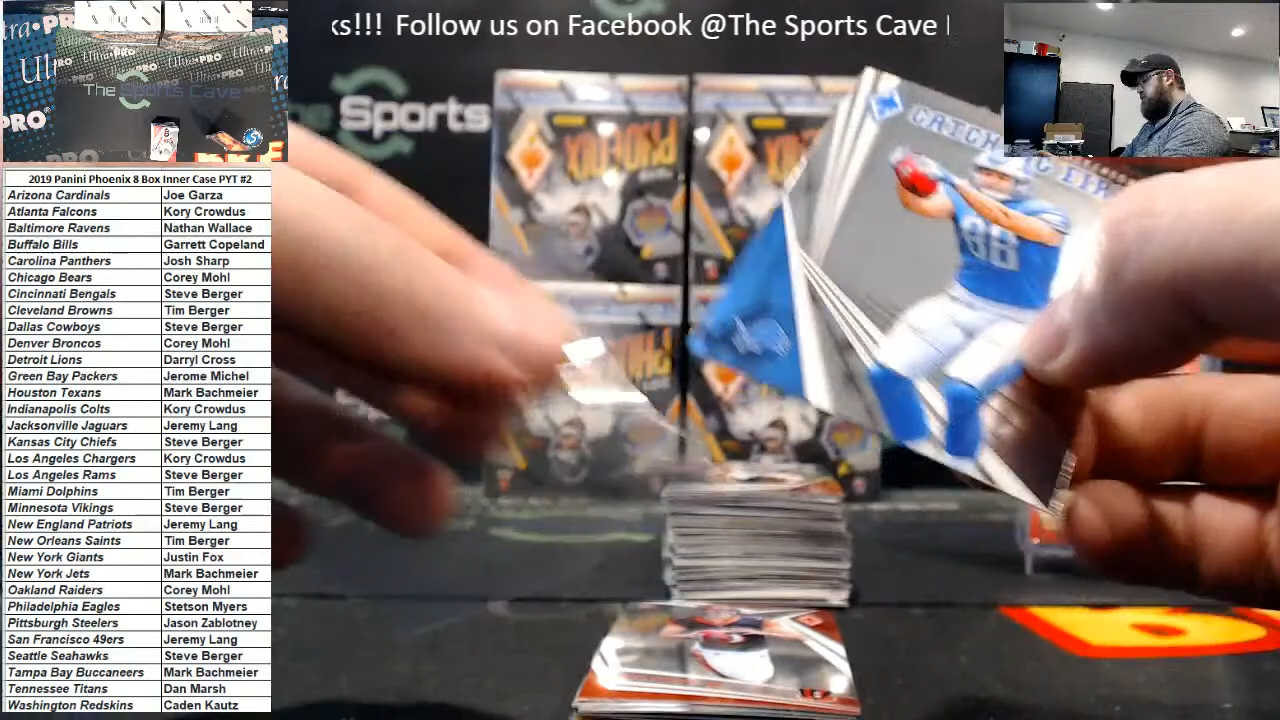 ks!!! Follow us on Facebook @The Sports Cave
The Sports Cave
Ultra·PRO
PRO
Sports
PHOENIX
CATCH
88
2019 Panini Phoenix 8 Box Inner Case PYT #2
Arizona Cardinals Joe Garza
Atlanta Falcons Kory Crowdus
Baltimore Ravens Nathan Wallace
Buffalo Bills Garrett Copeland
Carolina Panthers Josh Sharp
Chicago Bears Corey Mohl
Cincinnati Bengals Steve Berger
Cleveland Browns Tim Berger
Dallas Cowboys Steve Berger
Denver Broncos Corey Mohl
Detroit Lions Darryl Cross
Green Bay Packers Jerome Michel
Houston Texans Mark Bachmeier
Indianapolis Colts Kory Crowdus
Jacksonville Jaguars Jeremy Lang
Kansas City Chiefs Steve Berger
Los Angeles Chargers Kory Crowdus
Los Angeles Rams Steve Berger
Miami Dolphins Tim Berger
Minnesota Vikings Steve Berger
New England Patriots Jeremy Lang
New Orleans Saints Tim Berger
New York Giants Justin Fox
New York Jets Mark Bachmeier
Oakland Raiders Corey Mohl
Philadelphia Eagles Stetson Myers
Pittsburgh Steelers Jason Zablotney
San Francisco 49ers Jeremy Lang
Seattle Seahawks Steve Berger
Tampa Bay Buccaneers Mark Bachmeier
Tennessee Titans Dan Marsh
Washington Redskins Caden Kautz